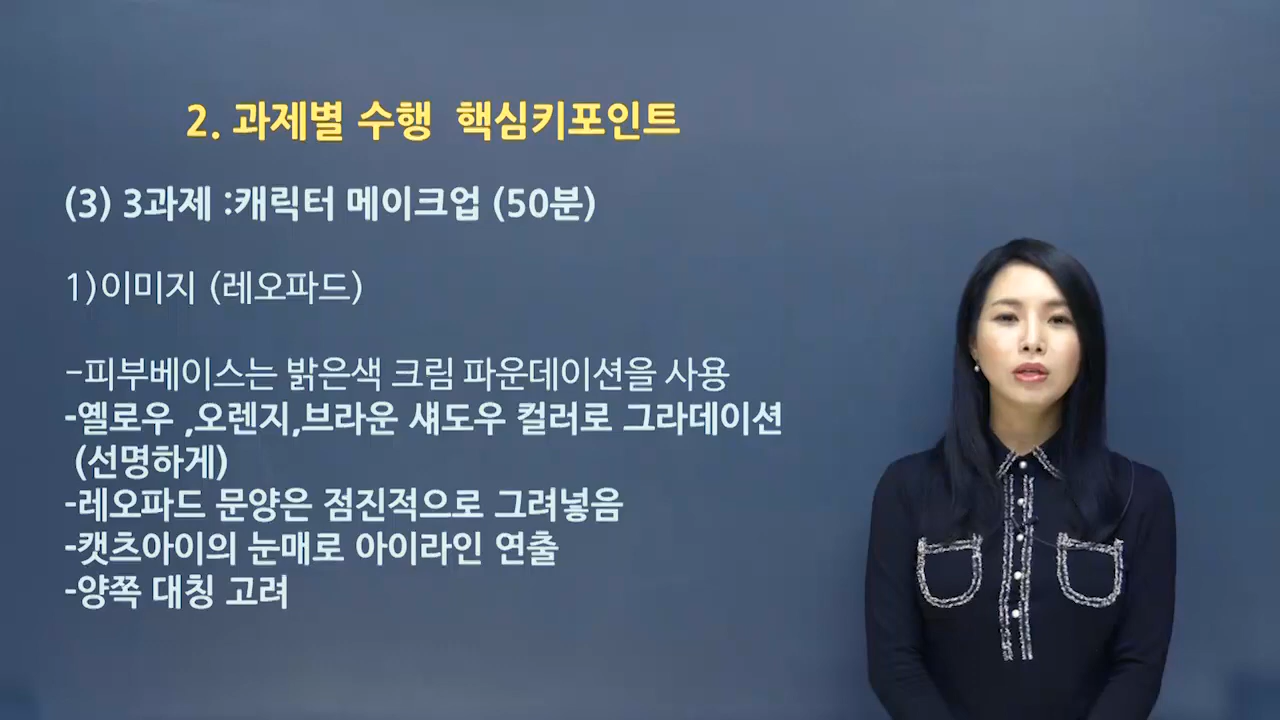 2. 과제별 수행 핵심키포인트
(3) 3과제 :캐릭터 메이크업 (50분)
1)이미지 (레오파드)
-피부베이스는 밝은색 크림 파운데이션을 사용
-옐로우 ,오렌지,브라운 섀도우 컬러로 그라데이션
(선명하게)
-레오파드 문양은 점진적으로 그려넣음
-캣츠아이의 눈매로 아이라인 연출
-양쪽 대칭 고려